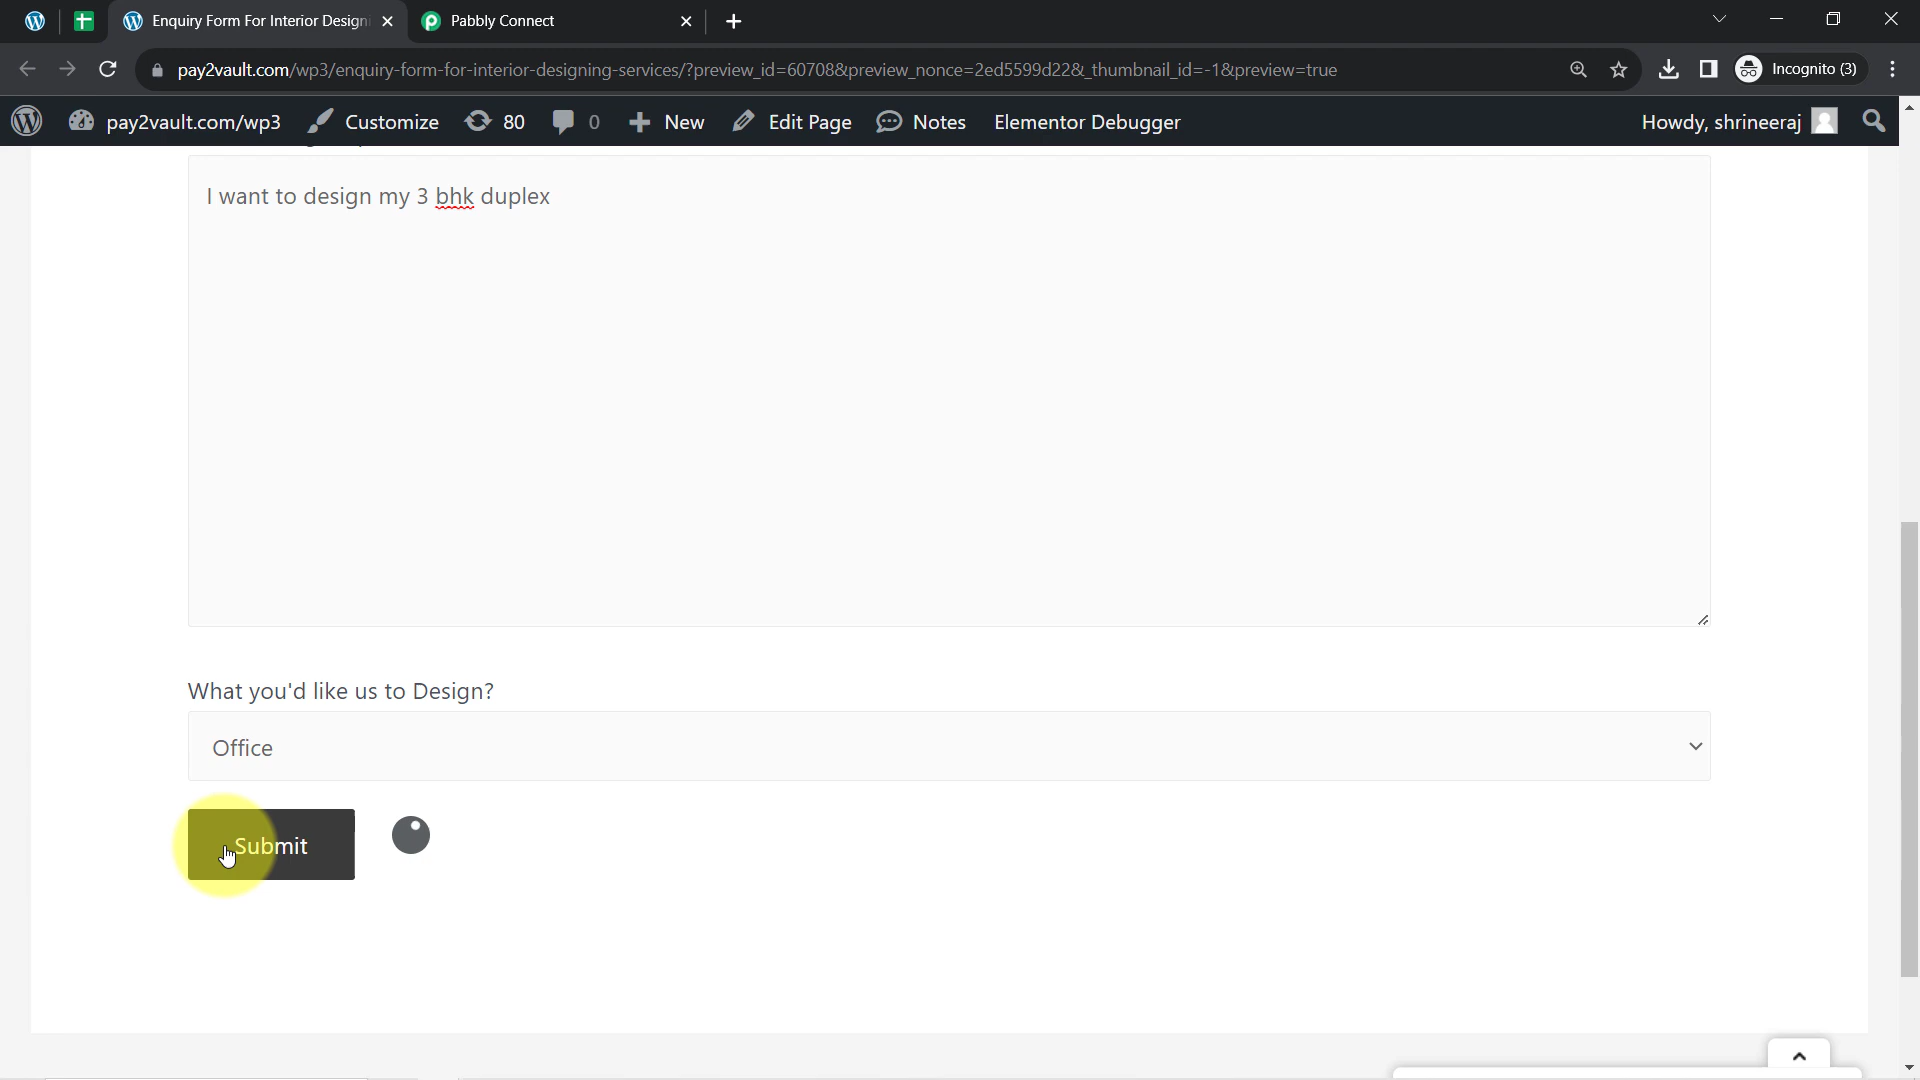 Enquiry Form For Interior Designi
Pabbly Connect
pay2vault.com/wp3/enquiry-form-for-interior-designing-services/?preview_id=60708&preview_nonce=2ed5599d22&_thumbnail_id=-1&preview=true
Incognito (3)
pay2vault.com/wp3 Customize 80 0 New Edit Page Notes Elementor Debugger Howdy, shrineeraj
I want to design my 3 bhk duplex
What you'd like us to Design?
Office
Submit